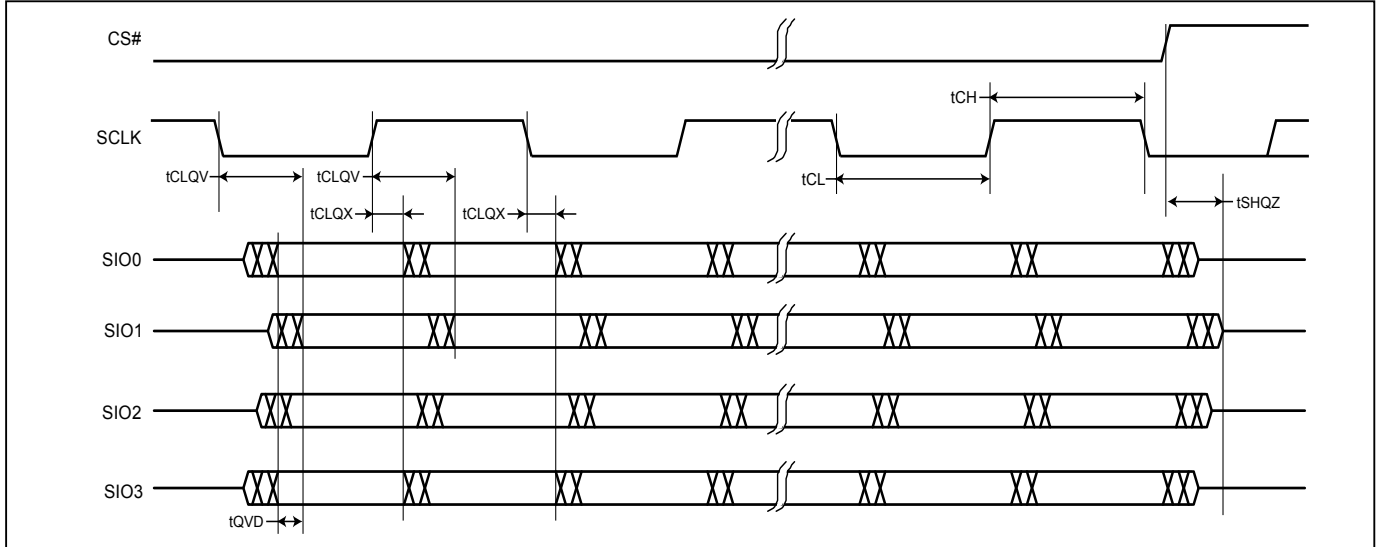 CS#
tCH
SCLK
tCLQV
tCLQV
tCL
tCLQX
tCLQX
tSHQZ
SIO0
SIO1
SIO2
SIO3
tQVD